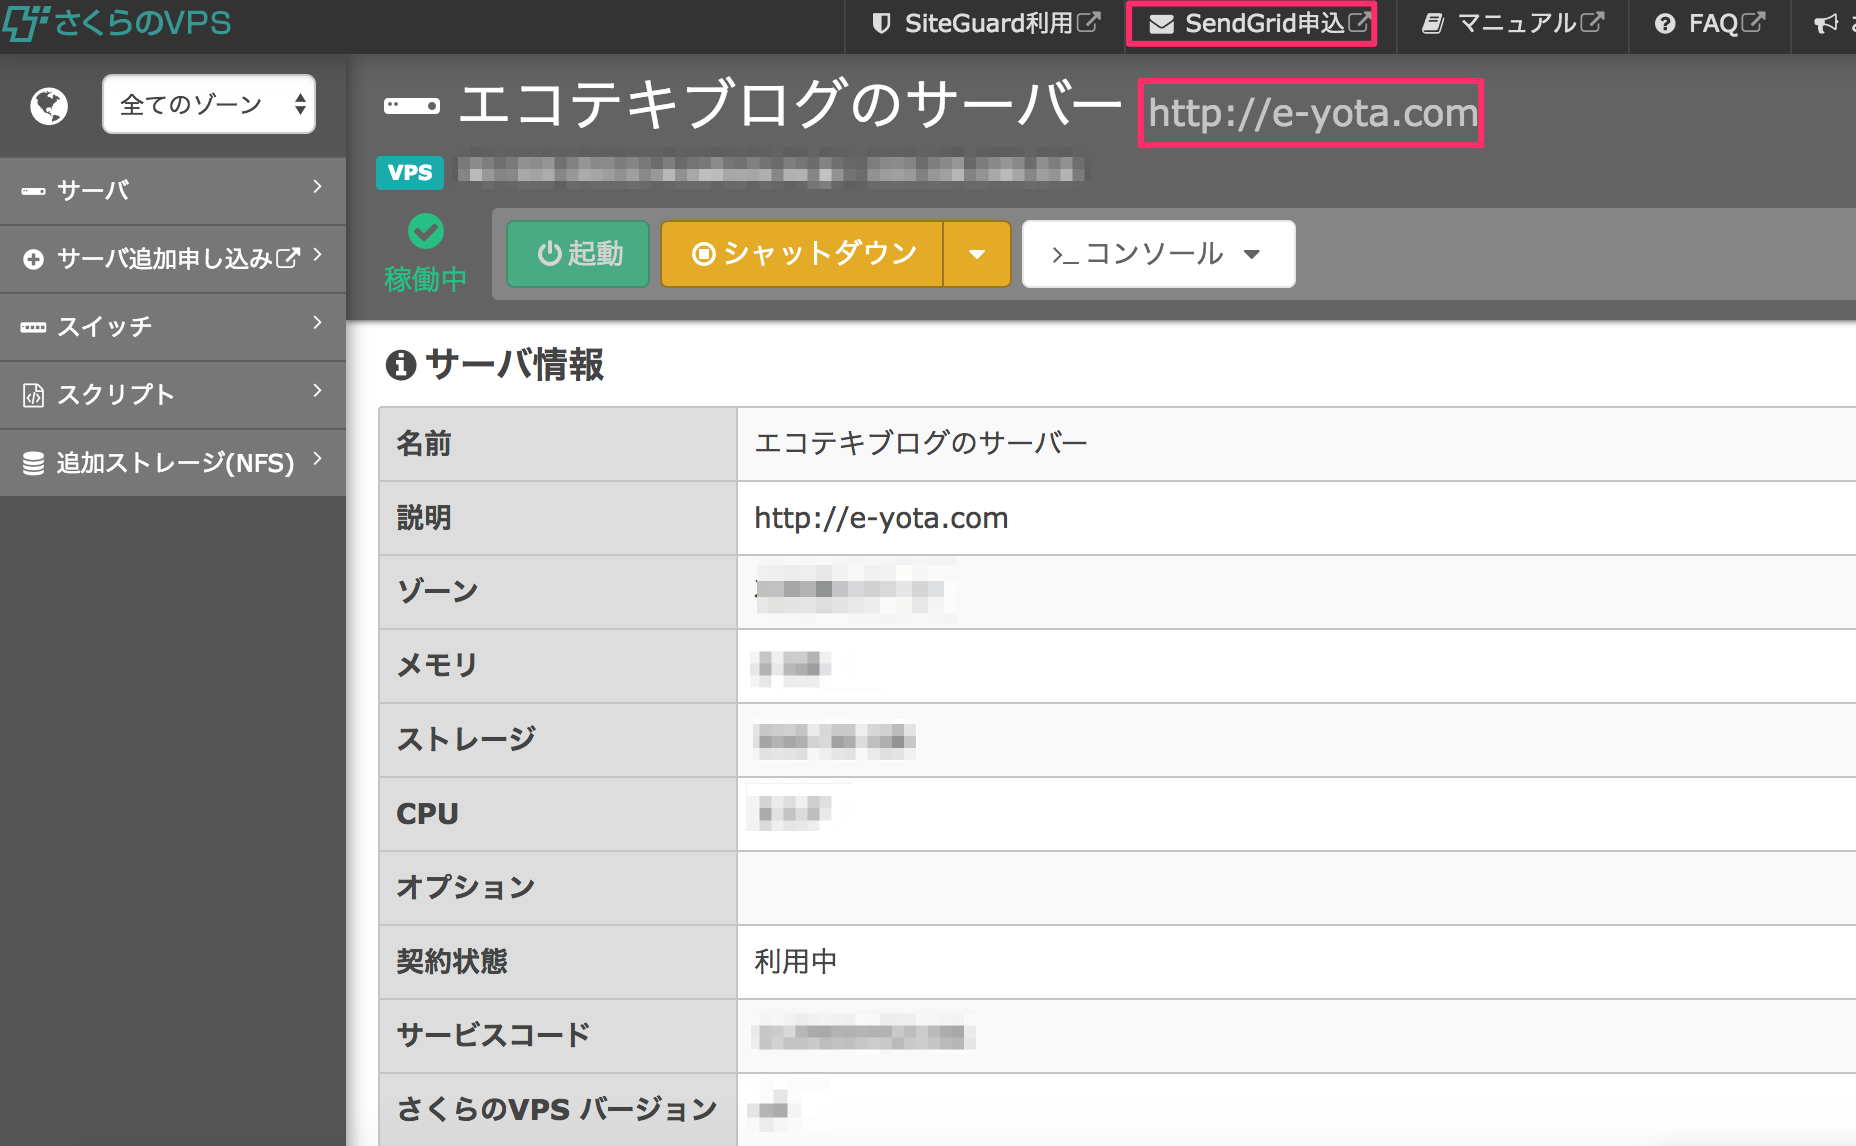 さくらのVPS
SiteGuard利用
SendGrid申込
マニュアル
FAQ
全てのゾーン
サーバ
サーバ追加申し込み
スイッチ
スクリプト
追加ストレージ(NFS)
エコテキブログのサーバー http://e-yota.com
VPS
稼働中
起動
シャットダウン
>_コンソール
サーバ情報
名前 エコテキブログのサーバー
説明 http://e-yota.com
ゾーン
メモリ
ストレージ
CPU
オプション
契約状態 利用中
サービスコード
さくらのVPS バージョン